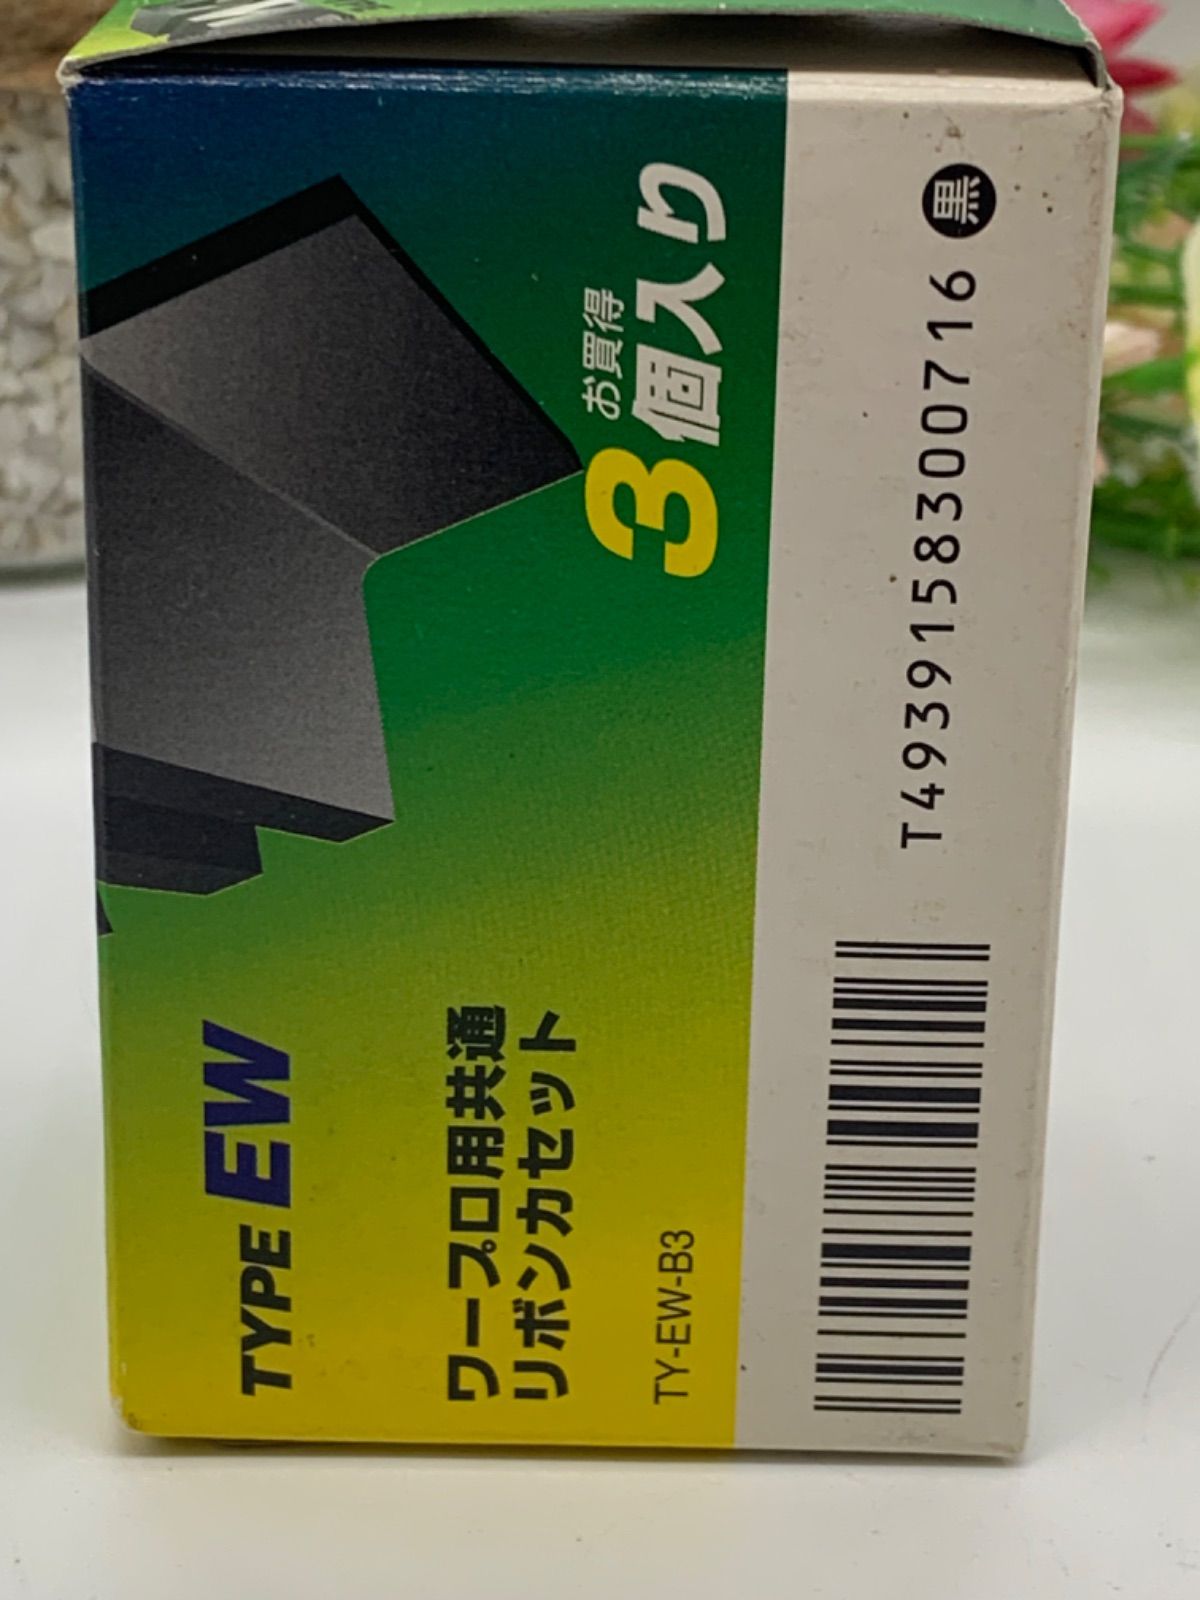 TYPE EW
ワープロ用共通
リボンカセット
TY-EW-B3
お買得
3個入り
T4939158300716 黒